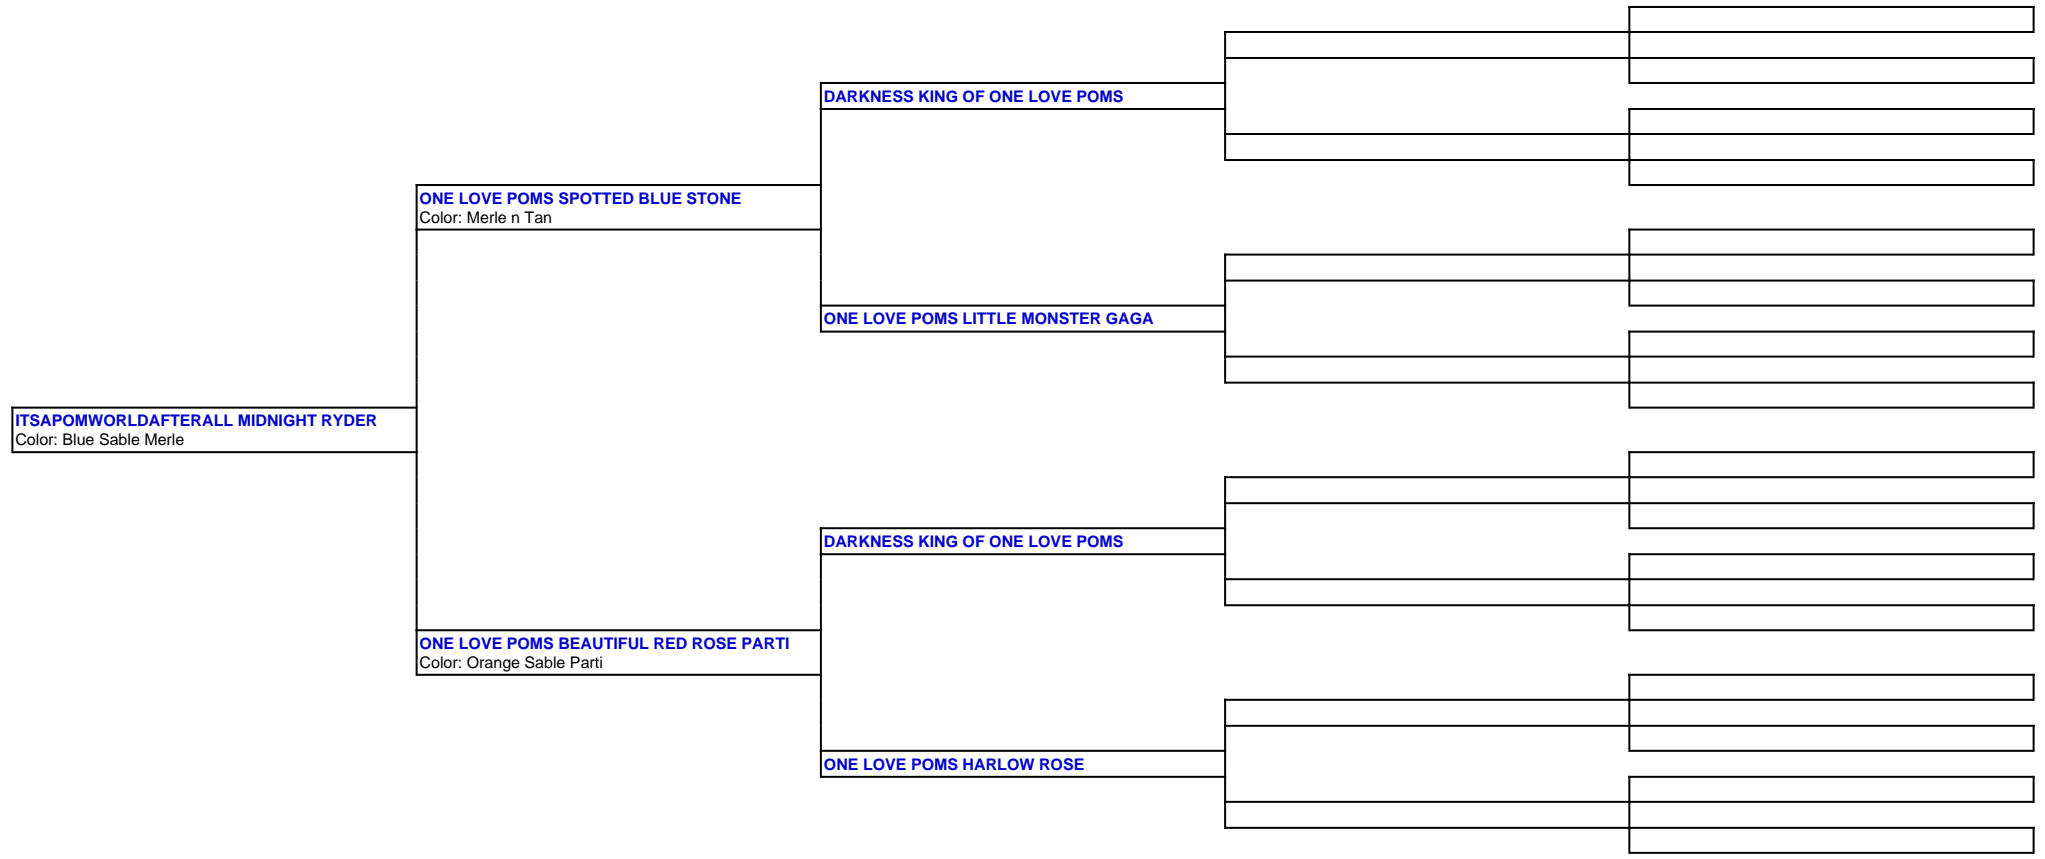 DARKNESS KING OF ONE LOVE POMS
ONE LOVE POMS SPOTTED BLUE STONE
Color: Merle n Tan
ONE LOVE POMS LITTLE MONSTER GAGA
ITSAPOMWORLDAFTERALL MIDNIGHT RYDER
Color: Blue Sable Merle
DARKNESS KING OF ONE LOVE POMS
ONE LOVE POMS BEAUTIFUL RED ROSE PARTI
Color: Orange Sable Parti
ONE LOVE POMS HARLOW ROSE